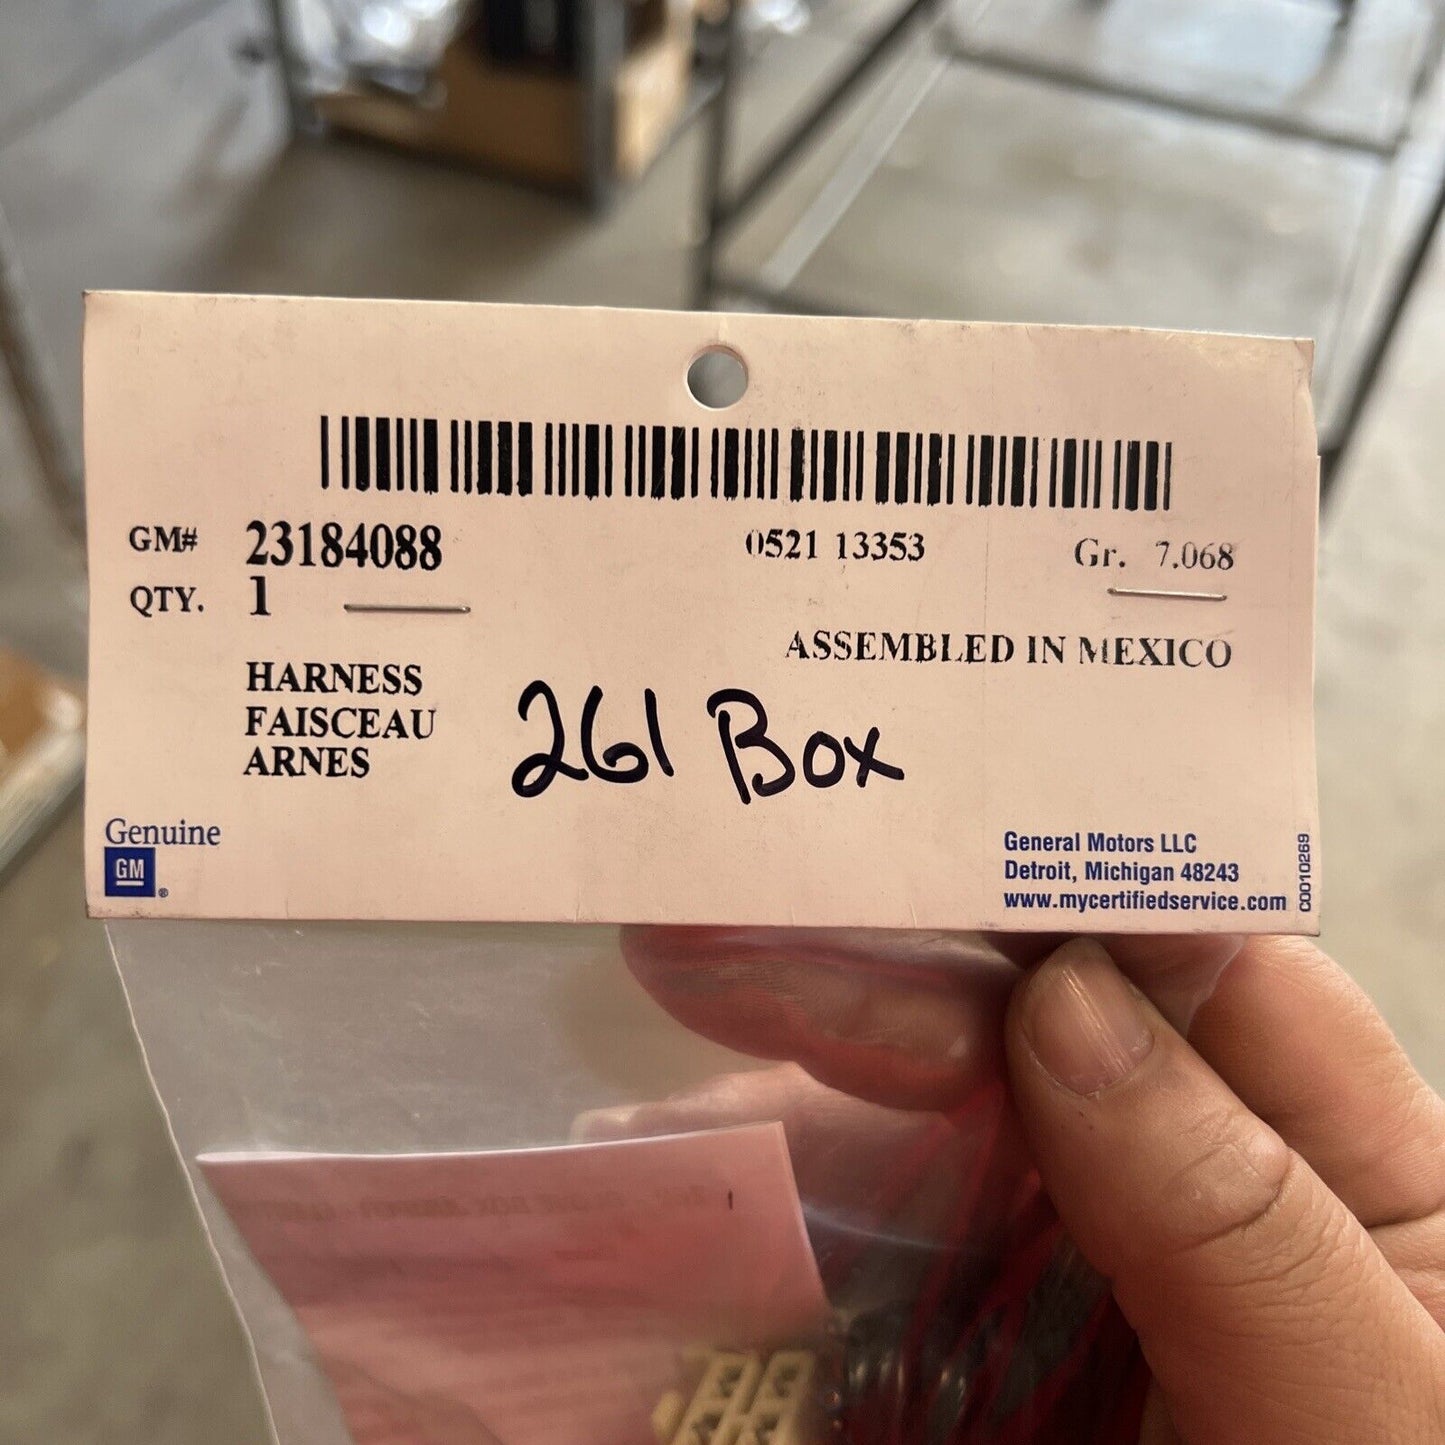 GM# 23184088 0521 13353 Gr. 7.068
QTY. 1
ASSEMBLED IN MEXICO
HARNESS
FAISCEAU
ARNES
261 Box
Genuine
GM
®
General Motors LLC
Detroit, Michigan 48243
www.mycertifiedservice.com
C0010269